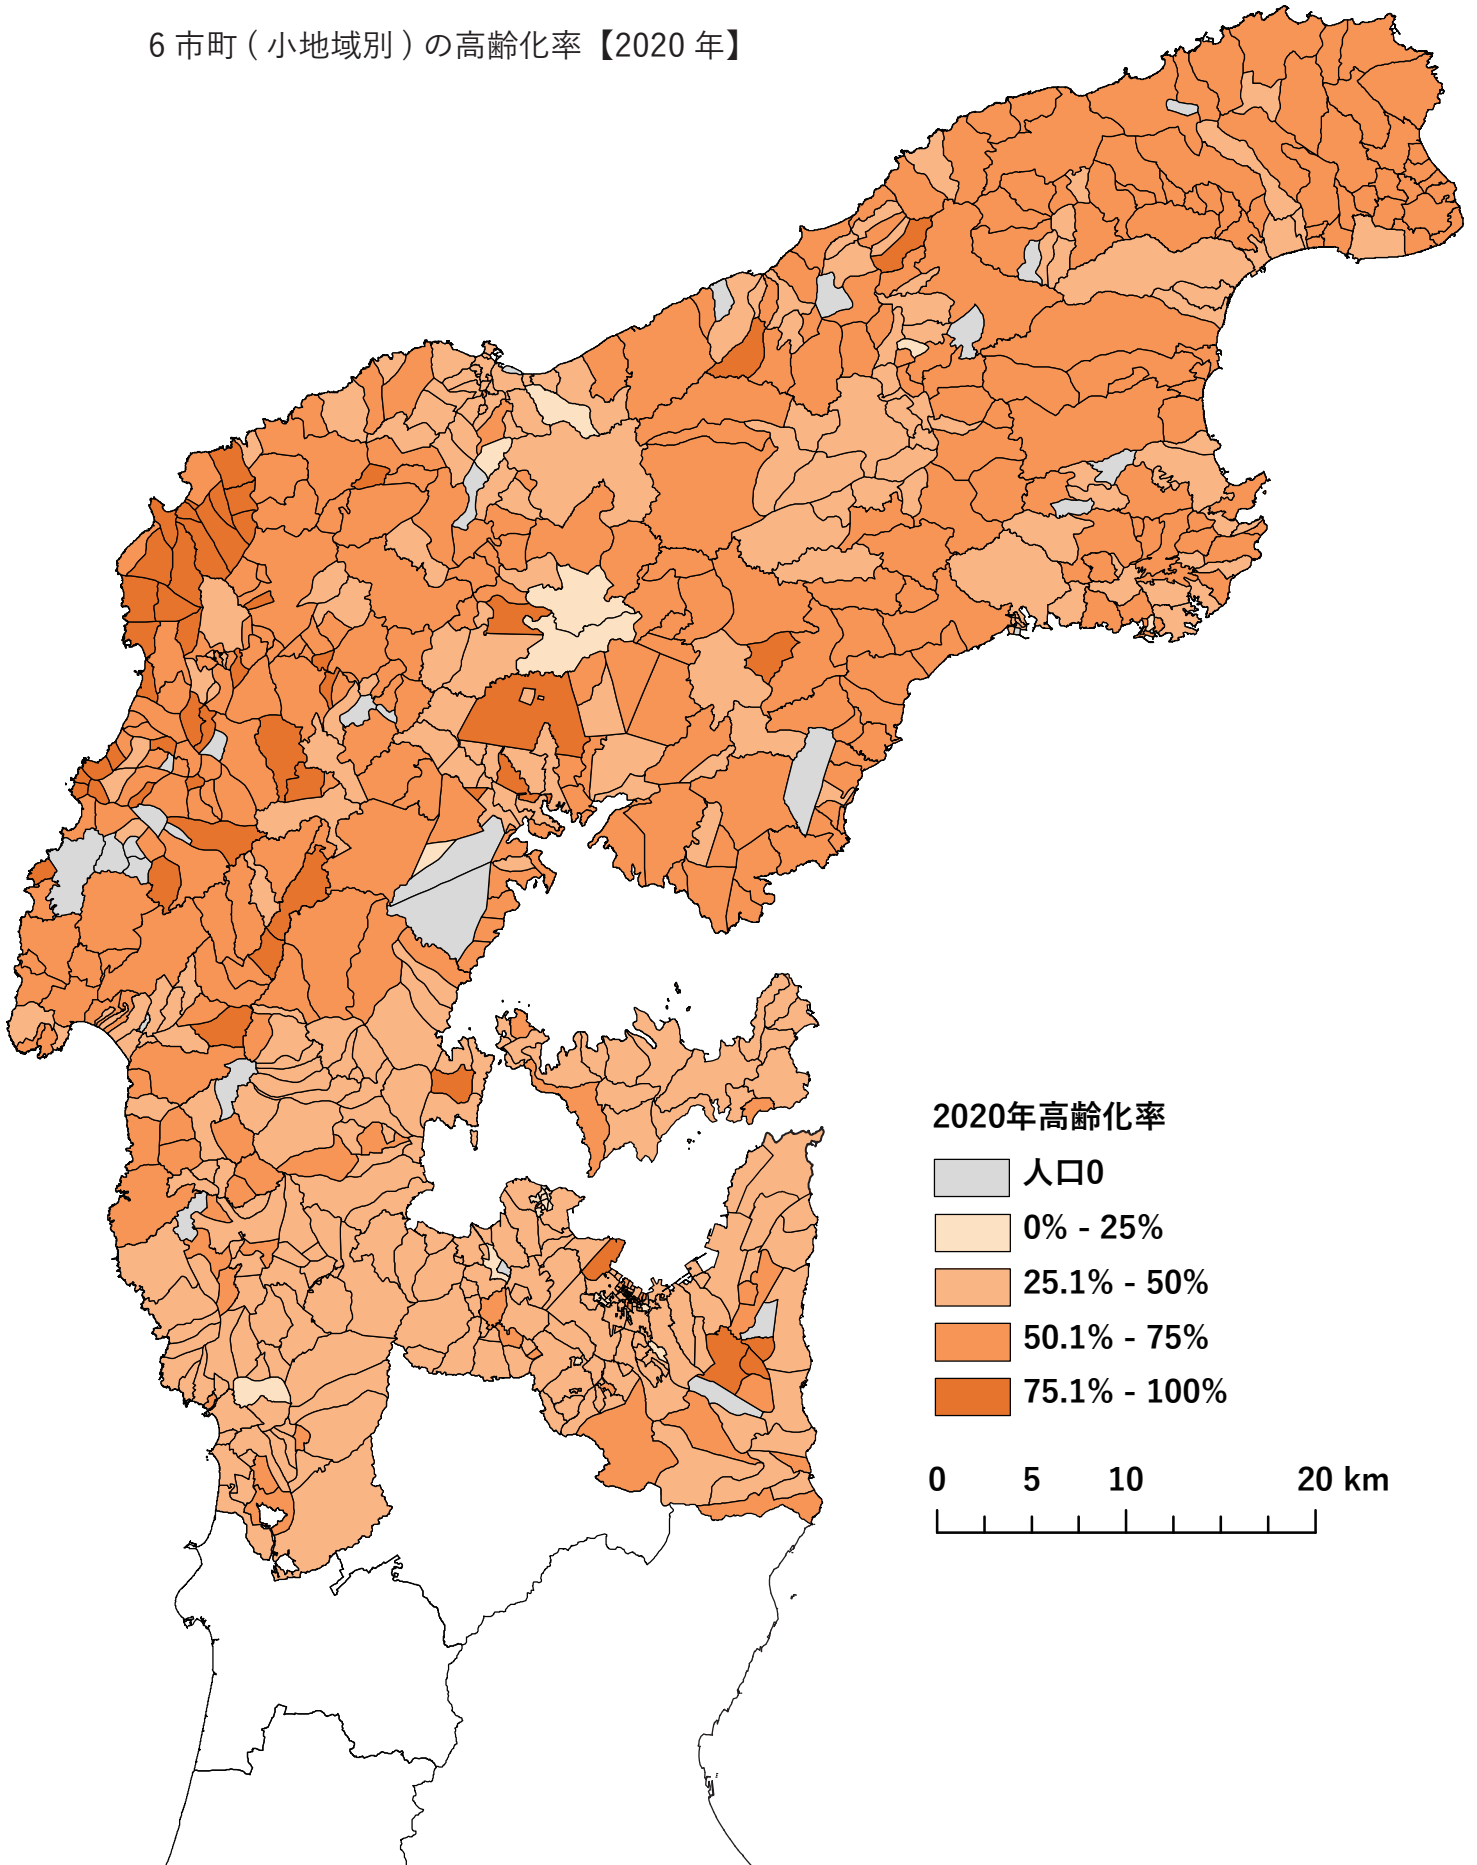 6 市町 ( 小地域別 ) の高齢化率【2020 年】
2020年高齢化率
人口0
0% - 25%
25.1% - 50%
50.1% - 75%
75.1% - 100%
0 5 10 20 km